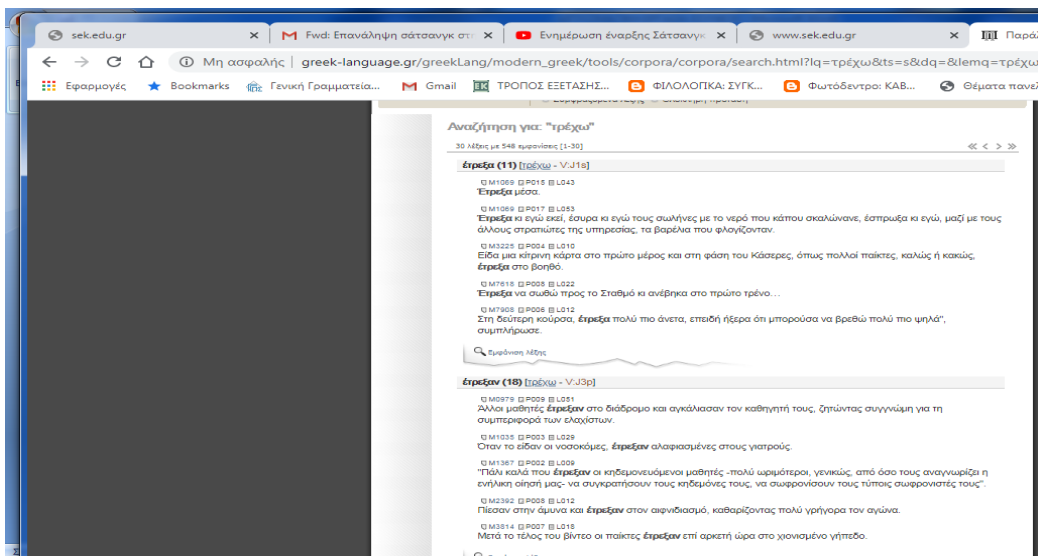 sek.edu.gr
Fwd: Επανάληψη σάτσανγκ στ
Ενημέρωση έναρξης Σάτσανγκ
www.sek.edu.gr
Παρά
Μη ασφαλής | greek-language.gr/greekLang/modern_greek/tools/corpora/corpora/search.html?lq=τρέχω&ts=s&dq=&lemq=τρέχω
Εφαρμογές
Bookmarks
Γενική Γραμματεία...
Gmail
ΤΡΟΠΟΣ ΕΞΕΤΑΣΗΣ...
ΦΙΛΟΛΟΓΙΚΑ: ΣΥΓΚ...
Φωτόδεντρο: ΚΑΒ...
Θέματα πανελ
Αναζήτηση για: "τρέχω"
30 λέξεις με 548 εμφανίσεις [1-30]
έτρεξα (11) [τρέχω - V:J1s]
M1069 P015 L043
Έτρεξα μέσα.
M1069 P017 L053
Έτρεξα κι εγώ εκεί, έσυρα κι εγώ τους σωλήνες με το νερό που κάπου σκαλώνανε, έσπρωξα κι εγώ, μαζί με τους
άλλους στρατιώτες της υπηρεσίας, τα βαρέλια που φλογίζονταν.
M3225 P004 L010
Είδα μια κίτρινη κάρτα στο πρώτο μέρος και στη φάση του Κάσερες, όπως πολλοί παίκτες, καλώς ή κακώς,
έτρεξα στο βοηθό.
M7615 P005 L022
Έτρεξα να σωθώ προς το Σταθμό κι ανέβηκα στο πρώτο τρένο...
M7908 P006 L012
Στη δεύτερη κούρσα, έτρεξα πολύ πιο άνετα, επειδή ήξερα ότι μπορούσα να βρεθώ πολύ πιο ψηλά",
συμπλήρωσε.
Εμφάνιση λέξης
έτρεξαν (18) [τρέχω - V:J3p]
M0979 P009 L051
Άλλοι μαθητές έτρεξαν στο διάδρομο και αγκάλιασαν τον καθηγητή τους, ζητώντας συγγνώμη για τη
συμπεριφορά των ελαχίστων.
M1035 P003 L029
Όταν το είδαν οι νοσοκόμες, έτρεξαν αλαφιασμένες στους γιατρούς.
M1367 P002 L009
"Πάλι καλά που έτρεξαν οι κηδεμονευόμενοι μαθητές -πολύ ωριμότεροι, γενικώς, από όσο τους αναγνωρίζει η
ενήλικη οίησή μας- να συγκρατήσουν τους κηδεμόνες τους, να σωφρονίσουν τους τύποις σωφρονιστές τους".
M2392 P008 L012
Πίεσαν στην άμυνα και έτρεξαν στον αιφνιδιασμό, καθαρίζοντας πολύ γρήγορα τον αγώνα.
M3814 P007 L018
Μετά το τέλος του βίντεο οι παίκτες έτρεξαν επί αρκετή ώρα στο χιονισμένο γήπεδο.